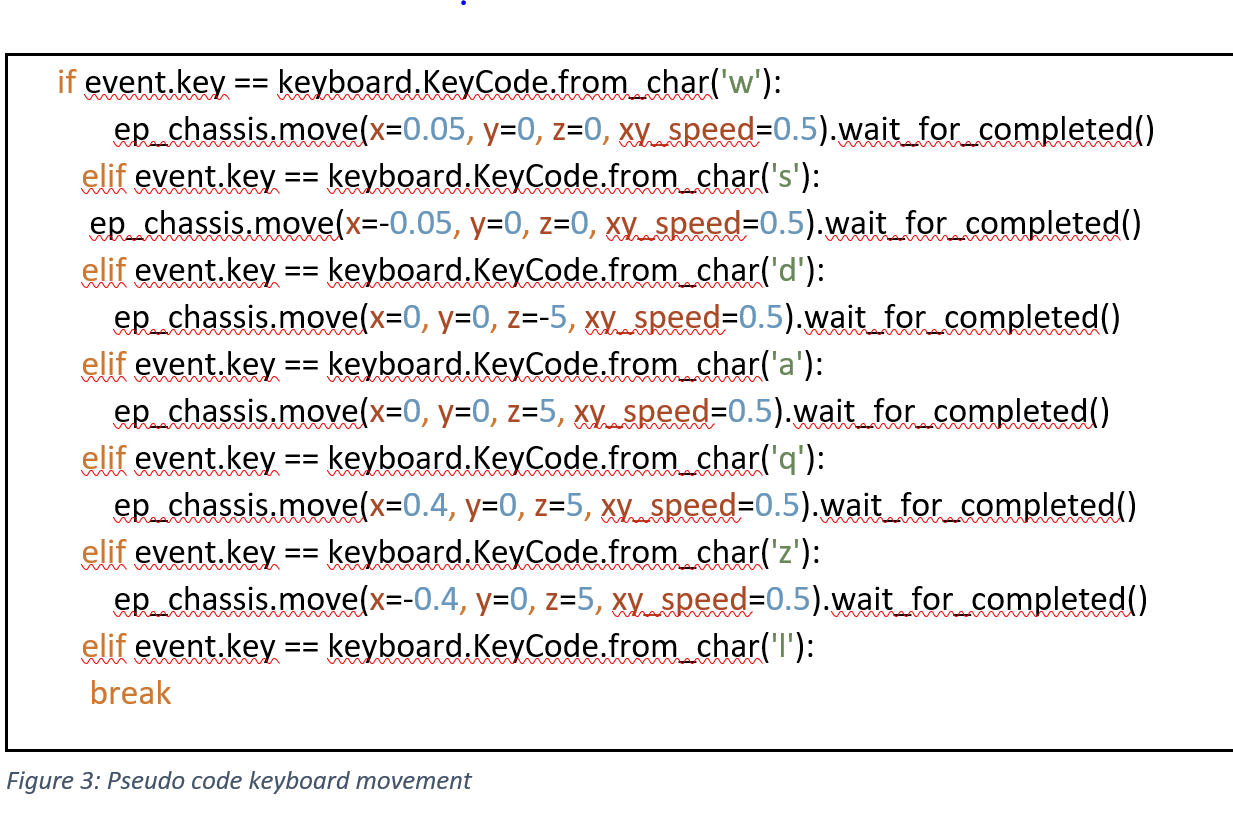 if event.key == keyboard.KeyCode.from_char('w'):
ep_chassis.move(x=0.05, y=0, z=0, xy_speed=0.5).wait_for_completed()
elif event.key == keyboard.KeyCode.from_char('s'):
ep_chassis.move(x=-0.05, y=0, z=0, xy_speed=0.5).wait_for_completed()
elif event.key == keyboard.KeyCode.from_char('d'):
ep_chassis.move(x=0, y=0, z=-5, xy_speed=0.5).wait_for_completed()
elif event.key == keyboard.KeyCode.from_char('a'):
ep_chassis.move(x=0, y=0, z=5, xy_speed=0.5).wait_for_completed()
elif event.key == keyboard.KeyCode.from_char('q'):
ep_chassis.move(x=0.4, y=0, z=5, xy_speed=0.5).wait_for_completed()
elif event.key == keyboard.KeyCode.from_char('z'):
ep_chassis.move(x=-0.4, y=0, z=5, xy_speed=0.5).wait_for_completed()
elif event.key == keyboard.KeyCode.from_char('l'):
break
Figure 3: Pseudo code keyboard movement